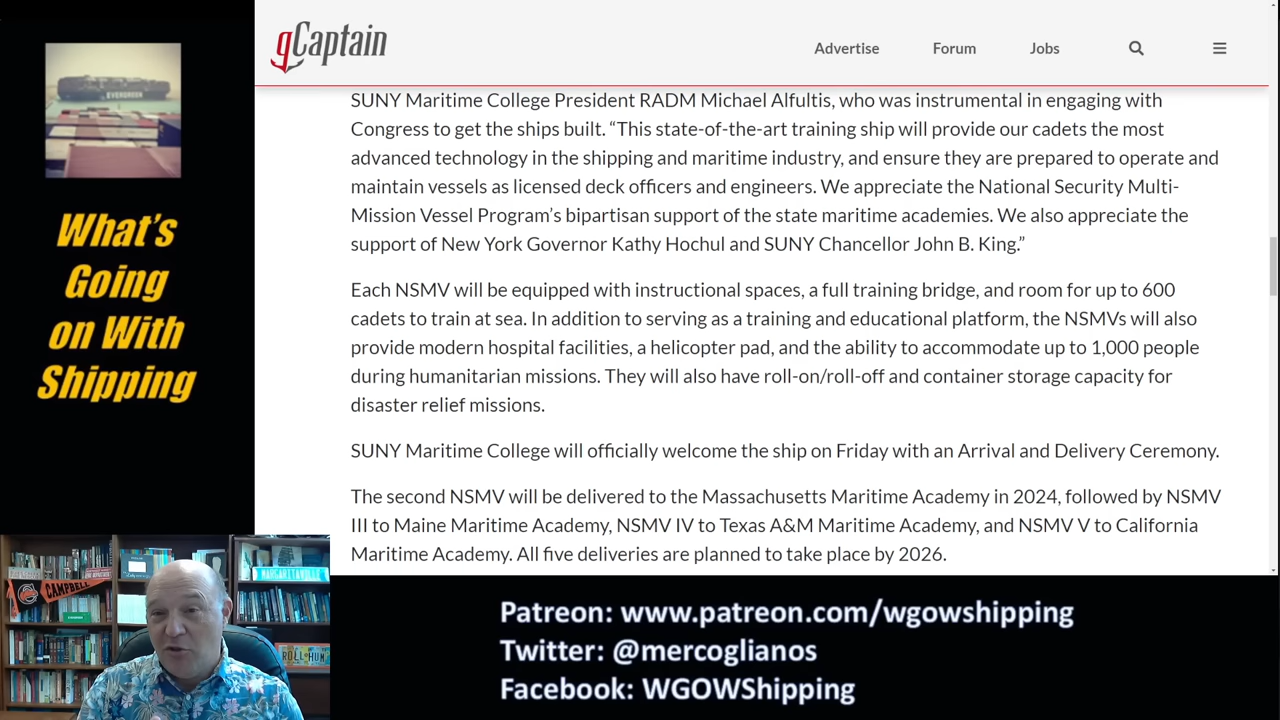 EVERGREEN
What's
Going
on With
Shipping
gCaptain
Advertise
Forum
Jobs
SUNY Maritime College President RADM Michael Alfultis, who was instrumental in engaging with
Congress to get the ships built. “This state-of-the-art training ship will provide our cadets the most
advanced technology in the shipping and maritime industry, and ensure they are prepared to operate and
maintain vessels as licensed deck officers and engineers. We appreciate the National Security Multi-
Mission Vessel Program’s bipartisan support of the state maritime academies. We also appreciate the
support of New York Governor Kathy Hochul and SUNY Chancellor John B. King.”
Each NSMV will be equipped with instructional spaces, a full training bridge, and room for up to 600
cadets to train at sea. In addition to serving as a training and educational platform, the NSMVs will also
provide modern hospital facilities, a helicopter pad, and the ability to accommodate up to 1,000 people
during humanitarian missions. They will also have roll-on/roll-off and container storage capacity for
disaster relief missions.
SUNY Maritime College will officially welcome the ship on Friday with an Arrival and Delivery Ceremony.
The second NSMV will be delivered to the Massachusetts Maritime Academy in 2024, followed by NSMV
III to Maine Maritime Academy, NSMV IV to Texas A&M Maritime Academy, and NSMV V to California
Maritime Academy. All five deliveries are planned to take place by 2026.
CAMPBELL
MARGARITAVILLE
Patreon: www.patreon.com/wgowshipping
Twitter: @mercoglianos
Facebook: WGOWShipping